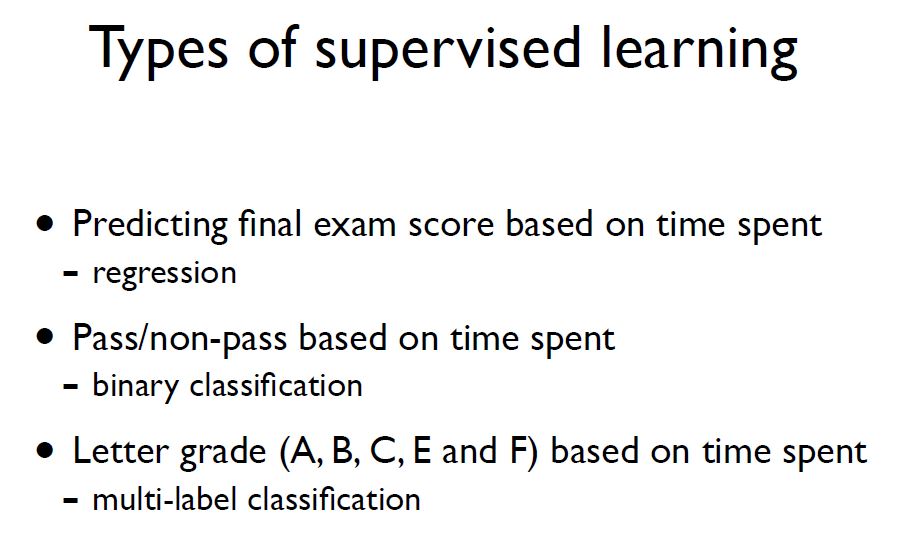 Types of supervised learning
• Predicting final exam score based on time spent
- regression
• Pass/non-pass based on time spent
- binary classification
• Letter grade (A, B, C, E and F) based on time spent
- multi-label classification